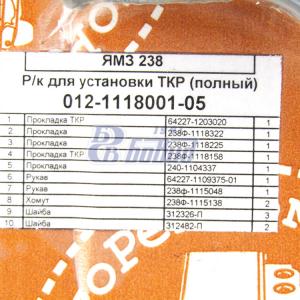 ЯМЗ 238
Р/к для установки ТКР (полный)
012-1118001-05
1 Прокладка ТКР 64227-1203020 1
2 Прокладка 238Ф-1118322 1
3 Прокладка 238Ф-1118225 1
4 Прокладка ТКР 238Ф-1118158 1
5 Прокладка 240-1104337 1
6 Рукав 64227-1109375-01 1
7 Рукав 238ф-1115048 1
8 Хомут 238Ф-1115138 2
9 Шайба 312326-П 3
10 Шайба 312482-П 2